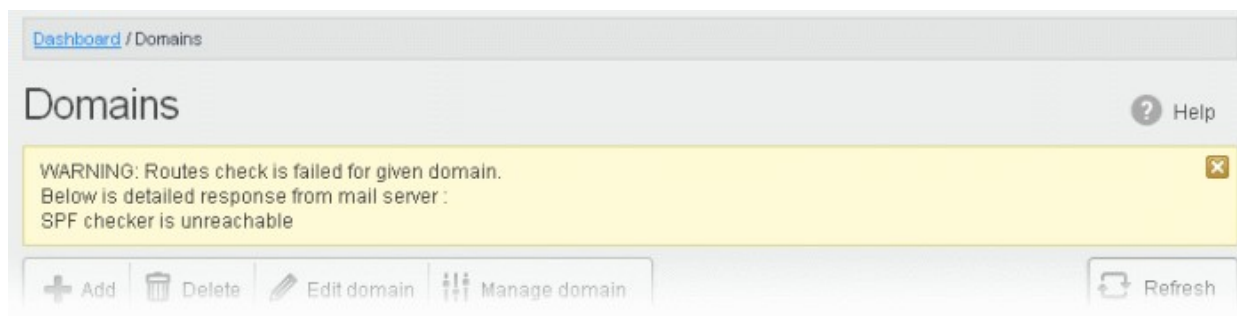 Dashboard / Domains
Domains
Help
WARNING: Routes check is failed for given domain.
Below is detailed response from mail server :
SPF checker is unreachable
Add Delete Edit domain Manage domain Refresh